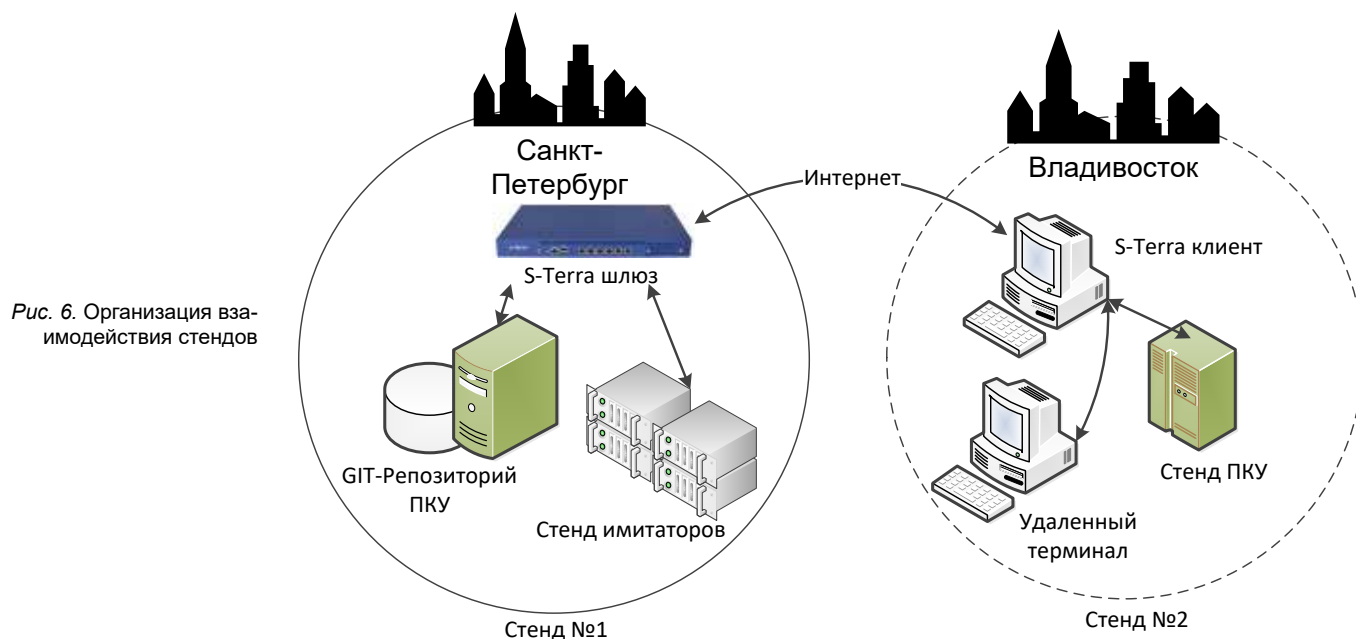 Рис. 6. Организация вза-
имодействия стендов
Санкт-
Петербург
S-Terra шлюз
GIT-Репозиторий
ПКУ
Стенд имитаторов
Стенд №1
Интернет
Владивосток
S-Terra клиент
Стенд ПКУ
Удаленный
терминал
Стенд №2